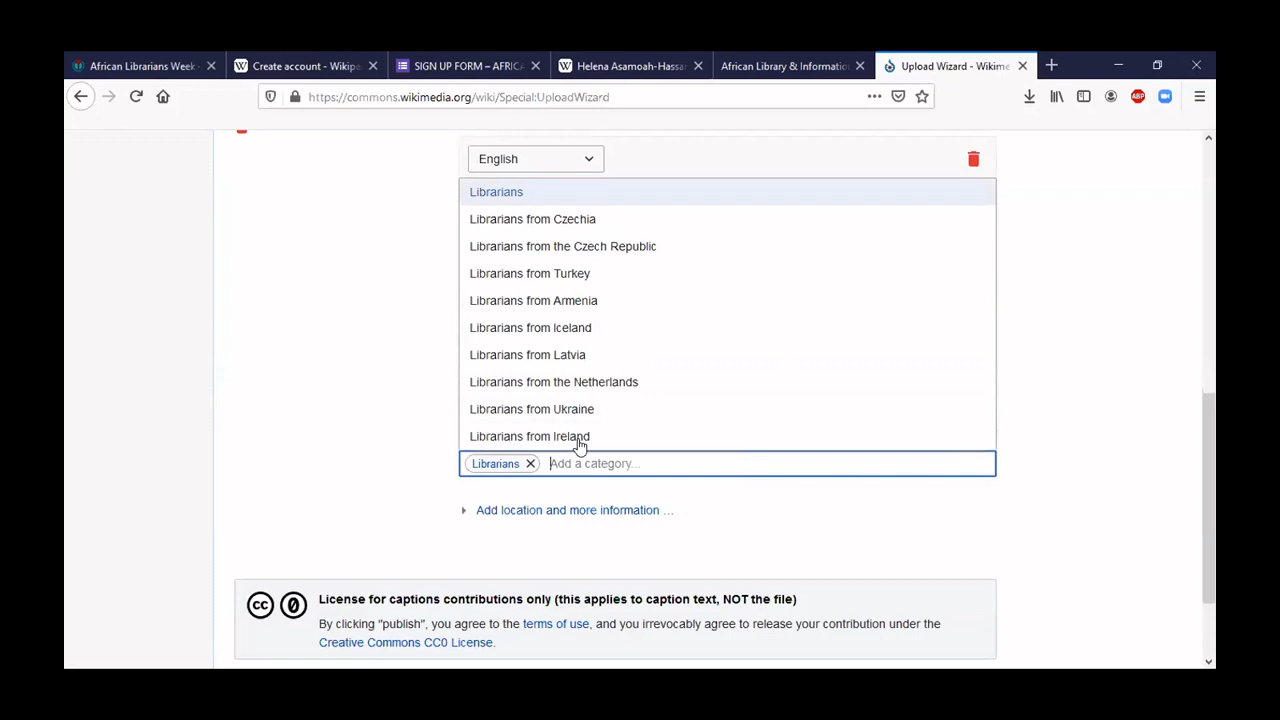 African Librarians Week
Create account - Wikipe
SIGN UP FORM – AFRICA
Helena Asamoah-Hassan
African Library & Informatio
Upload Wizard - Wikime
https://commons.wikimedia.org/wiki/Special:UploadWizard
ABP
English
Librarians
Librarians from Czechia
Librarians from the Czech Republic
Librarians from Turkey
Librarians from Armenia
Librarians from Iceland
Librarians from Latvia
Librarians from the Netherlands
Librarians from Ukraine
Librarians from Ireland
Librarians Add a category...
Add location and more information ...
License for captions contributions only (this applies to caption text, NOT the file)
By clicking "publish", you agree to the terms of use, and you irrevocably agree to release your contribution under the
Creative Commons CC0 License.